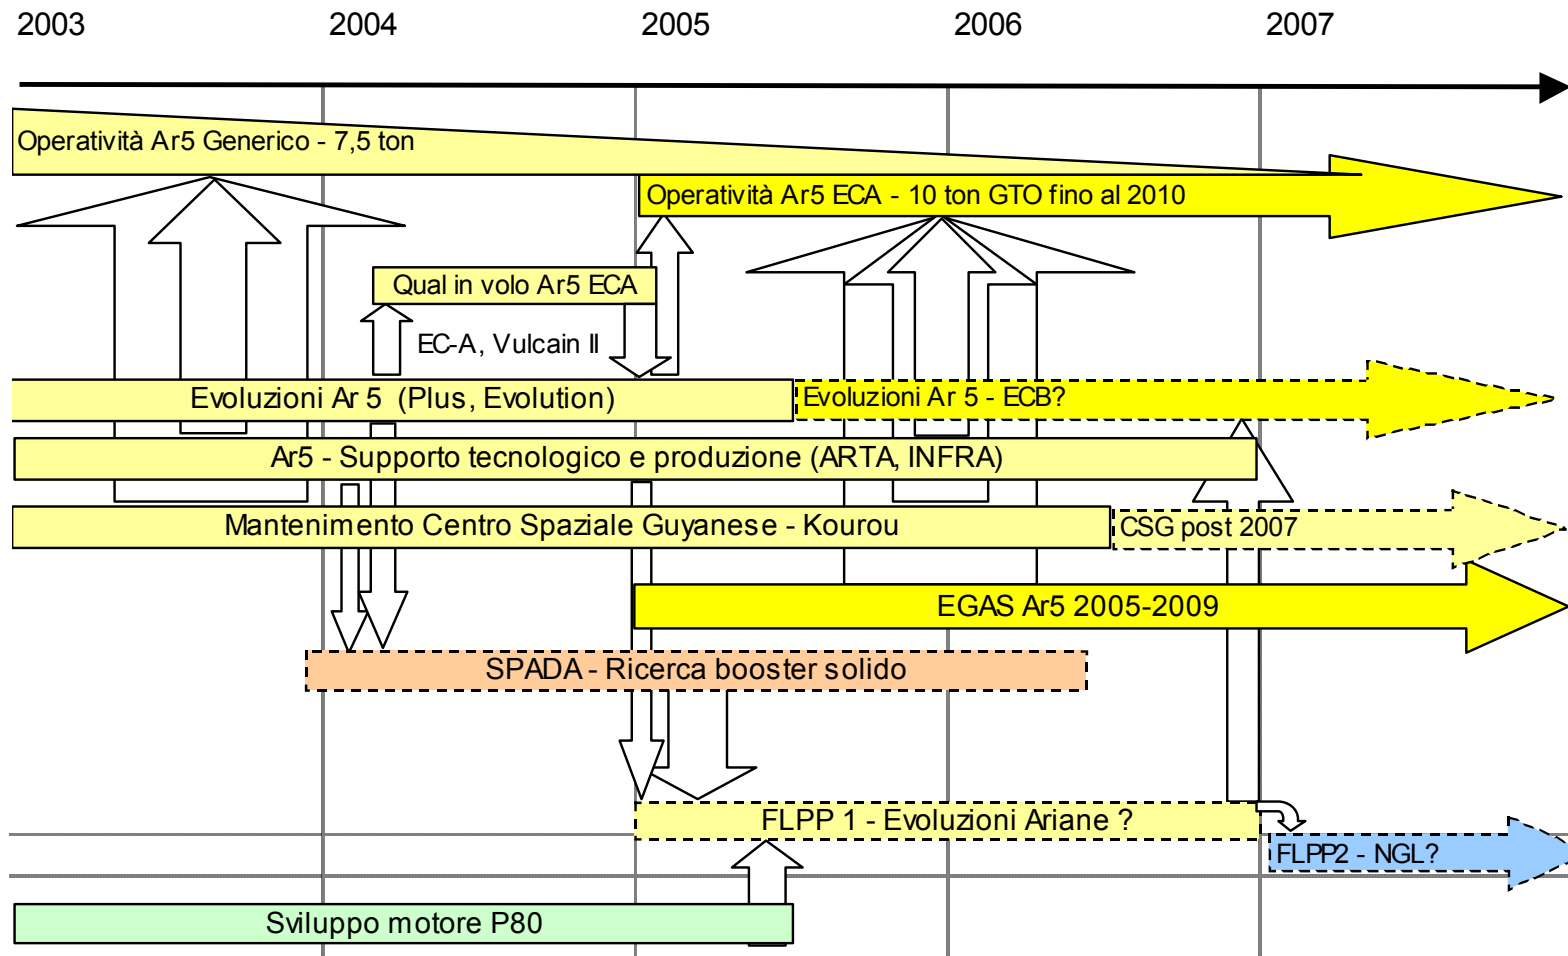 2003 2004 2005 2006 2007
Operatività Ar5 Generico - 7,5 ton
Operatività Ar5 ECA - 10 ton GTO fino al 2010
Qual in volo Ar5 ECA
EC-A, Vulcain II
Evoluzioni Ar 5 (Plus, Evolution)
Evoluzioni Ar 5 - ECB?
Ar5 - Supporto tecnologico e produzione (ARTA, INFRA)
Mantenimento Centro Spaziale Guyanese - Kourou
CSG post 2007
EGAS Ar5 2005-2009
SPADA - Ricerca booster solido
FLPP 1 - Evoluzioni Ariane ?
FLPP2 - NGL?
Sviluppo motore P80